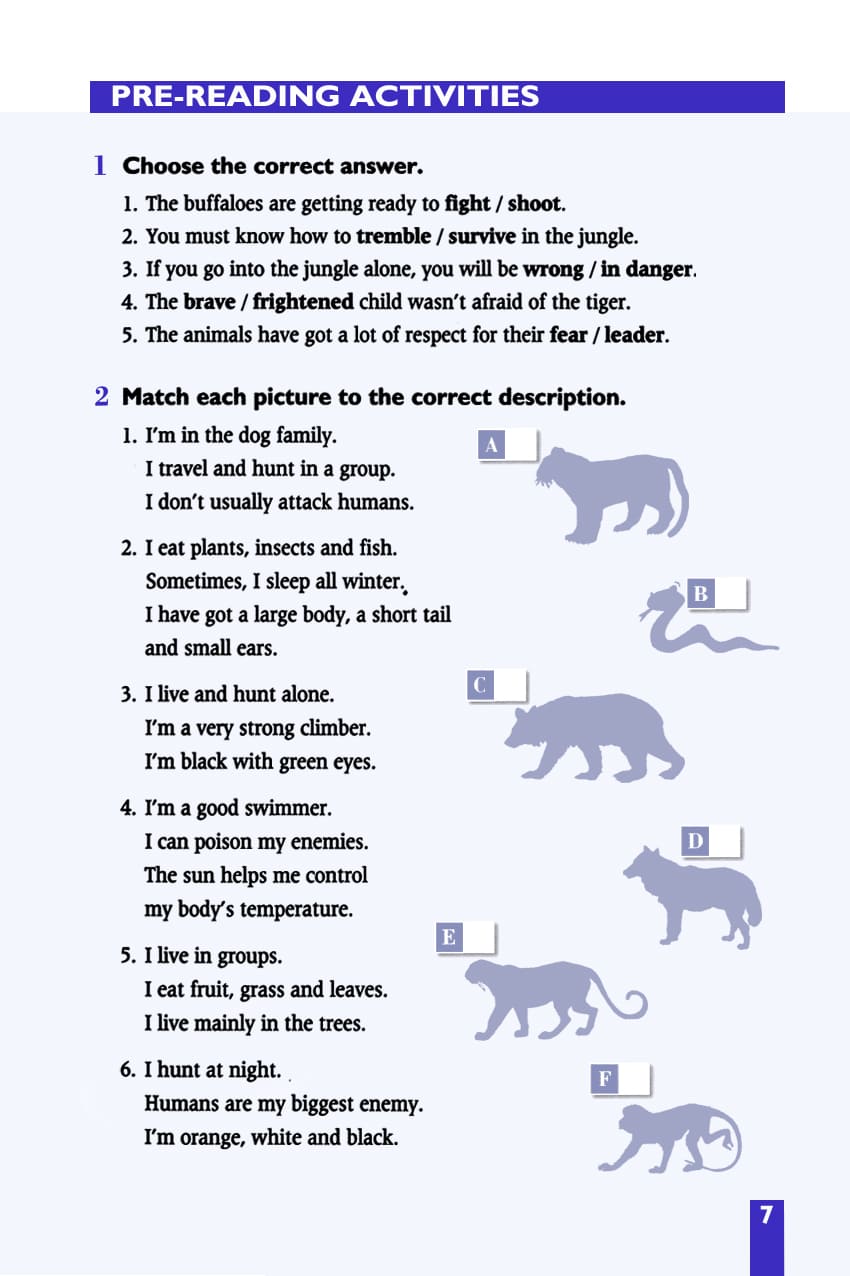 PRE-READING ACTIVITIES
1 Choose the correct answer.
1. The buffaloes are getting ready to fight / shoot.
2. You must know how to tremble / survive in the jungle.
3. If you go into the jungle alone, you will be wrong / in danger.
4. The brave / frightened child wasn't afraid of the tiger.
5. The animals have got a lot of respect for their fear / leader.
2 Match each picture to the correct description.
1. I'm in the dog family.
I travel and hunt in a group.
I don't usually attack humans.
2. I eat plants, insects and fish.
Sometimes, I sleep all winter.
I have got a large body, a short tail
and small ears.
3. I live and hunt alone.
I'm a very strong climber.
I'm black with green eyes.
4. I'm a good swimmer.
I can poison my enemies.
The sun helps me control
my body's temperature.
5. I live in groups.
I eat fruit, grass and leaves.
I live mainly in the trees.
6. I hunt at night.
Humans are my biggest enemy.
I'm orange, white and black.
A
B
C
D
E
F
7